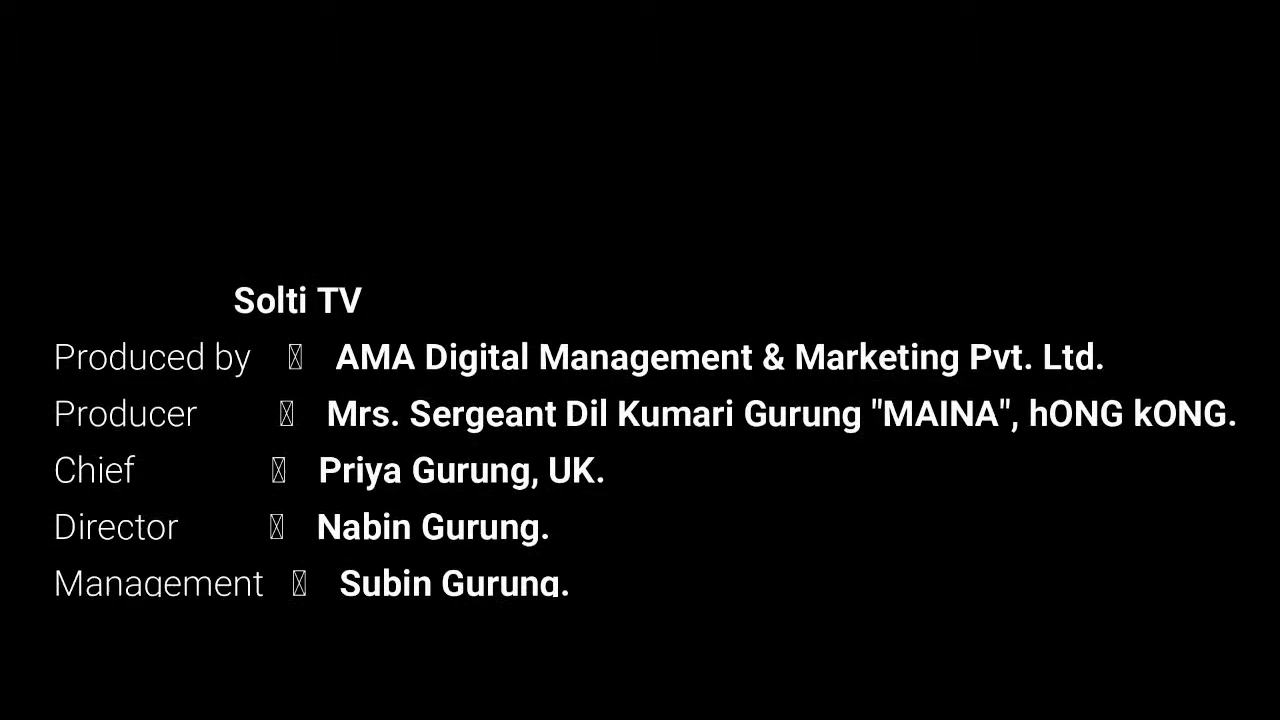 Solti TV
Produced by AMA Digital Management & Marketing Pvt. Ltd.
Producer Mrs. Sergeant Dil Kumari Gurung "MAINA", hONG kONG.
Chief Priya Gurung, UK.
Director Nabin Gurung.
Management Subin Gurung.